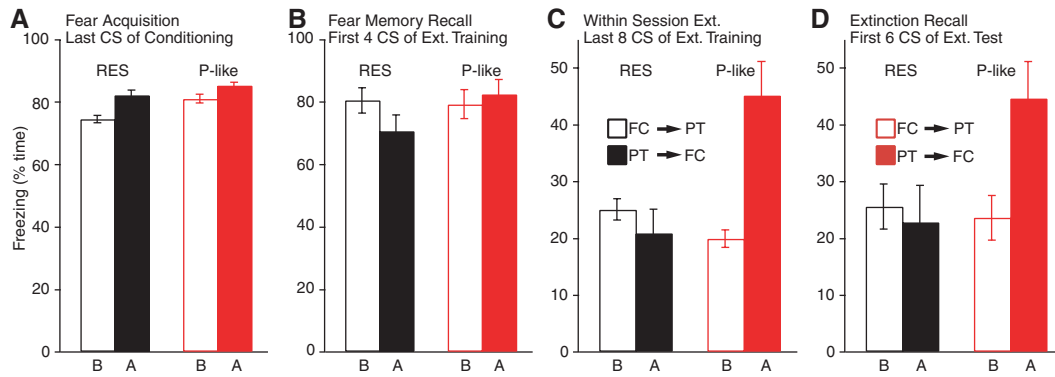 A Fear Acquisition
Last CS of Conditioning
100
80
60
40
20
0
Freezing (% time)
RES
P-like
B A B A
B Fear Memory Recall
First 4 CS of Ext. Training
100
80
60
40
20
0
RES
P-like
B A B A
C Within Session Ext.
Last 8 CS of Ext. Training
50
40
30
20
10
0
RES
P-like
FC → PT
PT → FC
B A B A
D Extinction Recall
First 6 CS of Ext. Test
50
40
30
20
10
0
RES
P-like
FC → PT
PT → FC
B A B A